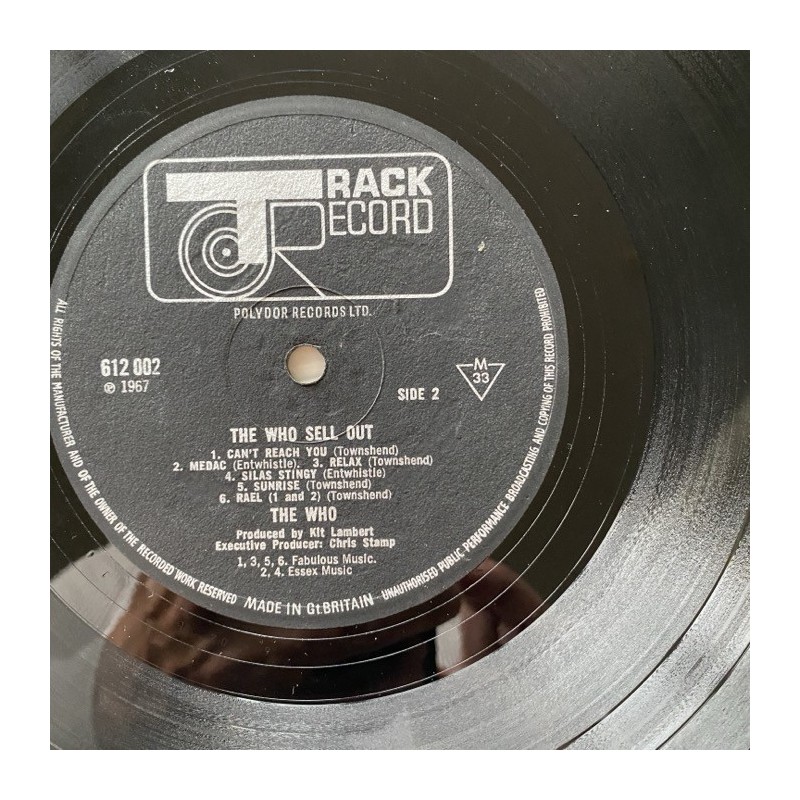 TRACK
RECORD
POLYDOR RECORDS LTD.
612 002
℗ 1967
SIDE 2
M
33
THE WHO SELL OUT
1. CAN'T REACH YOU (Townshend)
2. MEDAC (Entwhistle). 3. RELAX (Townshend)
4. SILAS STINGY (Entwhistle)
5. SUNRISE (Townshend)
6. RAEL (1 and 2) (Townshend)
THE WHO
Produced by Kit Lambert
Executive Producer: Chris Stamp
1, 3, 5, 6. Fabulous Music.
2, 4. Essex Music
ALL RIGHTS OF THE MANUFACTURER AND OF THE OWNER OF THE RECORDED WORK RESERVED
MADE IN Gt. BRITAIN
UNAUTHORISED PUBLIC PERFORMANCE BROADCASTING AND COPYING OF THIS RECORD PROHIBITED